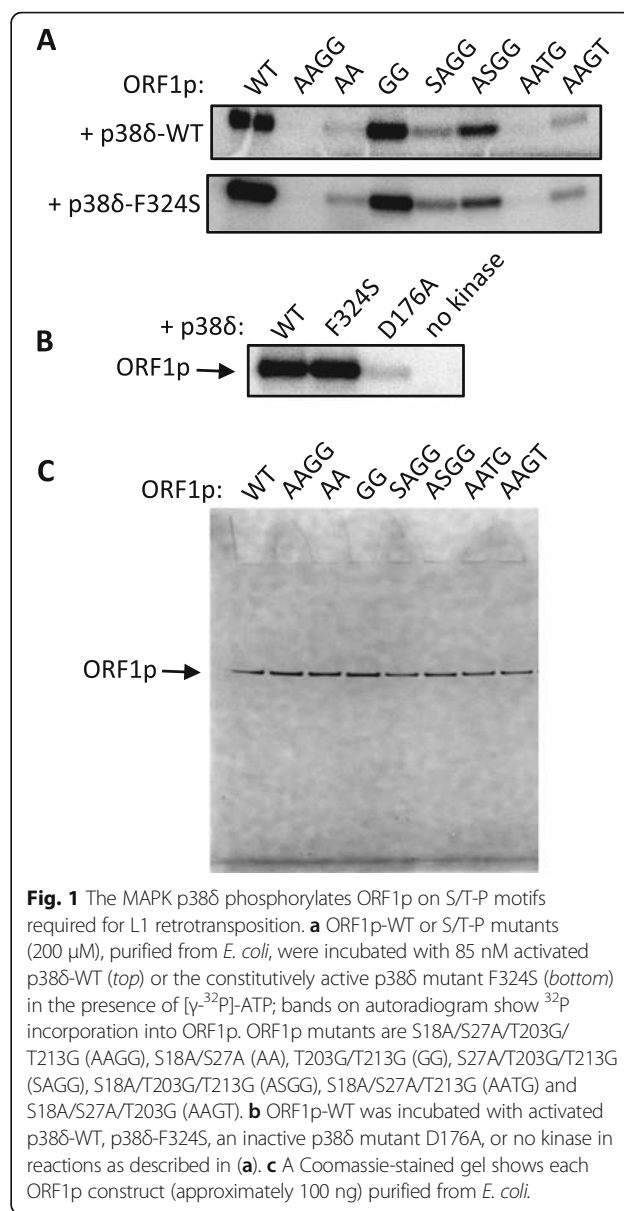 A
ORF1p: WT AAGG AA GG SAGG ASGG AATG AAGT
+ p38δ-WT
+ p38δ-F324S
B
+ p38δ: WT F324S D176A no kinase
ORF1p
C
ORF1p: WT AAGG AA GG SAGG ASGG AATG AAGT
ORF1p
Fig. 1 The MAPK p38δ phosphorylates ORF1p on S/T-P motifs
required for L1 retrotransposition. a ORF1p-WT or S/T-P mutants
(200 μM), purified from E. coli, were incubated with 85 nM activated
p38δ-WT (top) or the constitutively active p38δ mutant F324S (bottom)
in the presence of [γ-³²P]-ATP; bands on autoradiogram show ³²P
incorporation into ORF1p. ORF1p mutants are S18A/S27A/T203G/
T213G (AAGG), S18A/S27A (AA), T203G/T213G (GG), S27A/T203G/T213G
(SAGG), S18A/T203G/T213G (ASGG), S18A/S27A/T213G (AATG) and
S18A/S27A/T203G (AAGT). b ORF1p-WT was incubated with activated
p38δ-WT, p38δ-F324S, an inactive p38δ mutant D176A, or no kinase in
reactions as described in (a). c A Coomassie-stained gel shows each
ORF1p construct (approximately 100 ng) purified from E. coli.